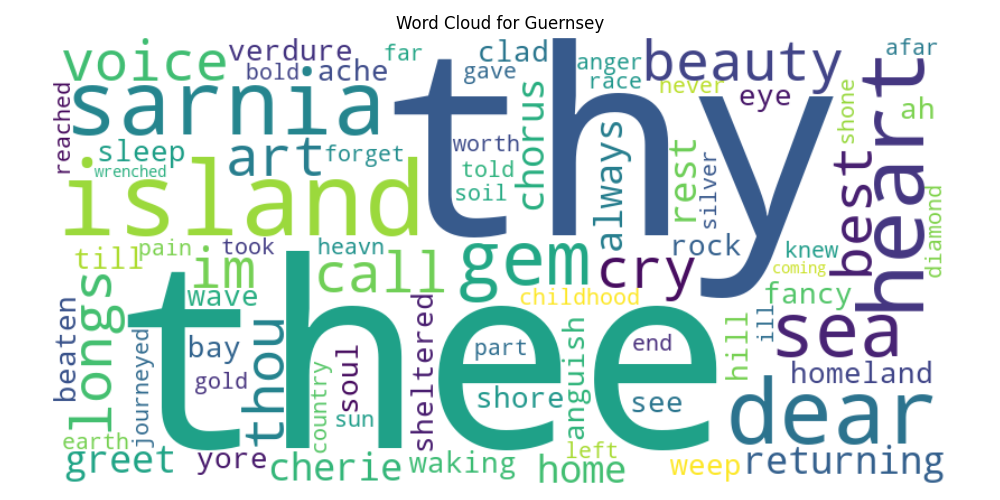 Word Cloud for Guernsey
voice verdure far clad beauty afar
bold ache gave anger
reached sarnia thy race never eye shone heart ah
worth chorus always
sleep art forget told rest silver best
wrenched island soil diamond
till pain took heavn gem cry rock knew
im call coming
longs wave childhood fancy
beaten thee sheltered sea
journeyed bay thou part anguish end hill ill
gold soul homeland
country sun shore see dear
earth left
greet yore cherie waking home weep returning